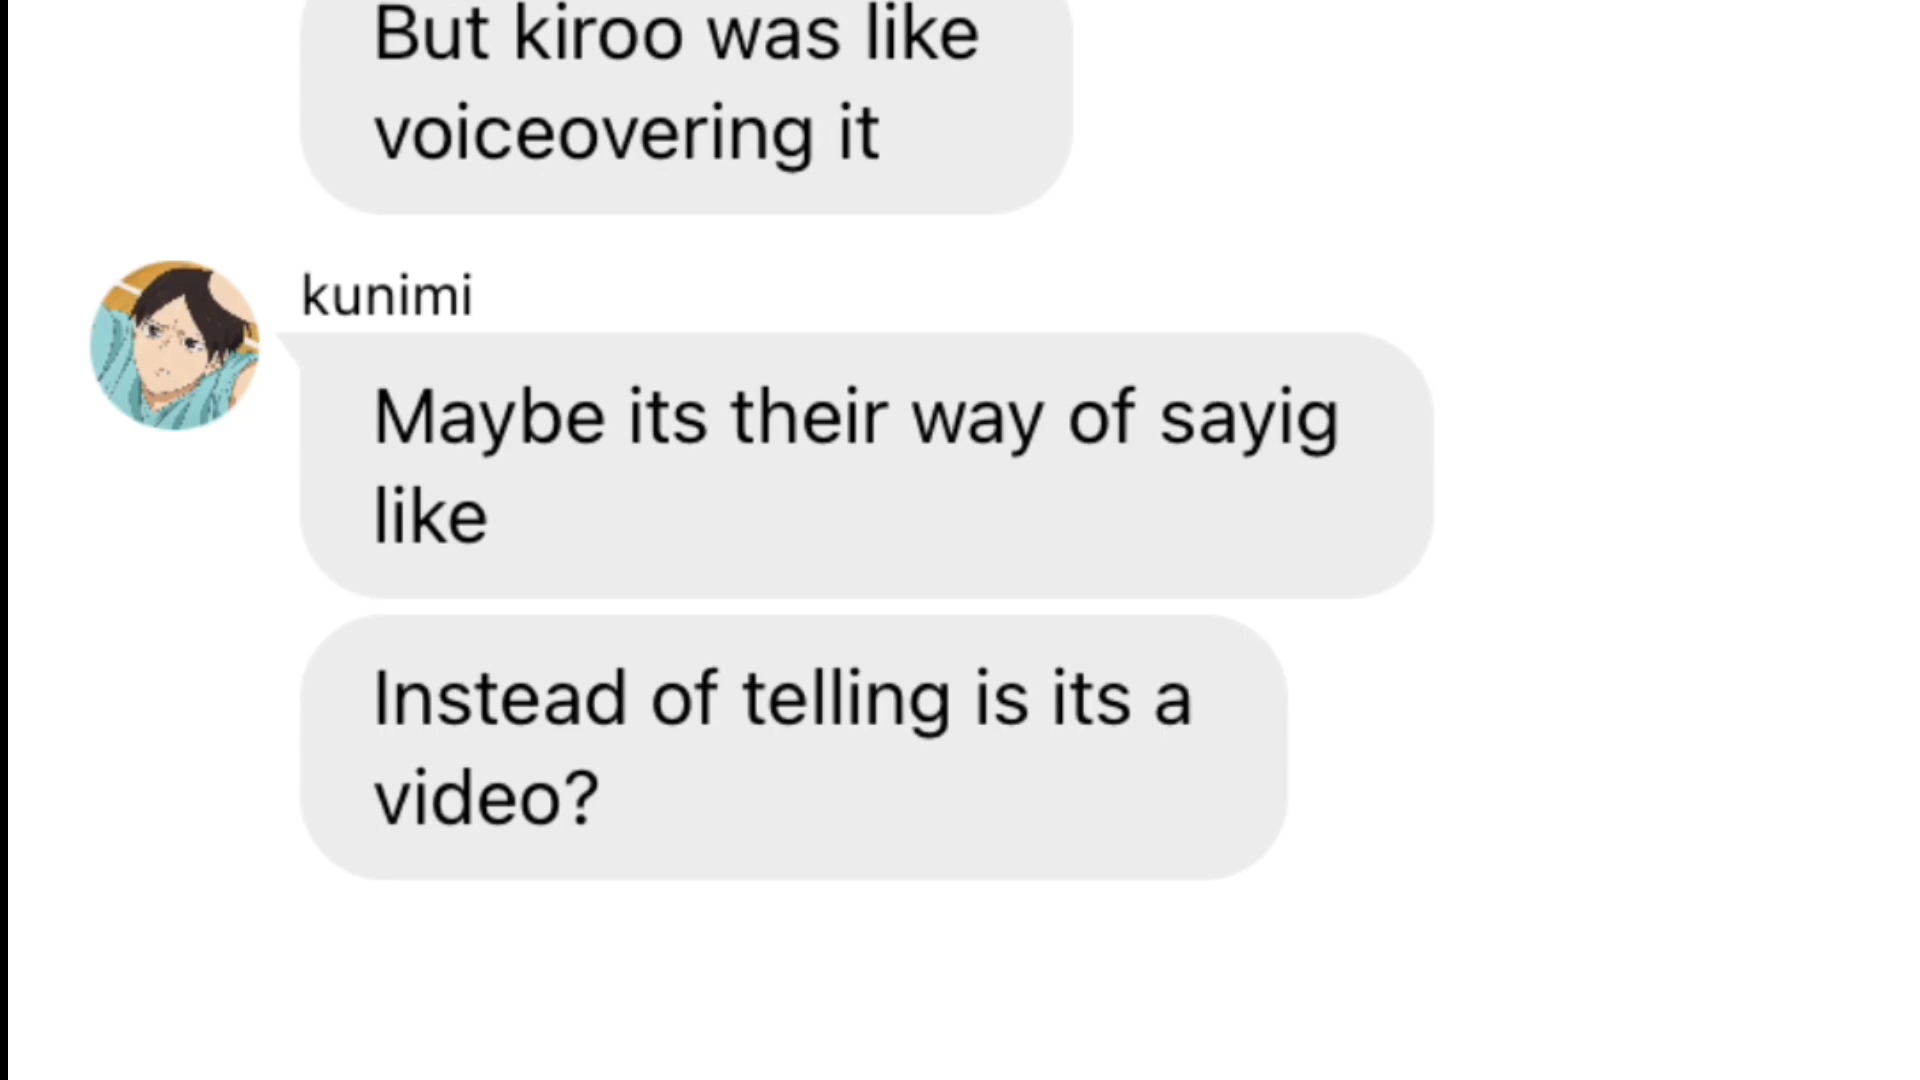 But kiroo was like
voiceovering it
kunimi
Maybe its their way of sayig
like
Instead of telling is its a
video?